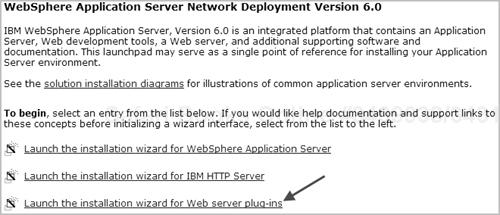 WebSphere Application Server Network Deployment Version 6.0
IBM WebSphere Application Server, Version 6.0 is an integrated platform that contains an Application
Server, Web development tools, a Web server, and additional supporting software and
documentation. This launchpad may serve as a single point of reference for installing your Application
Server environment.
See the solution installation diagrams for illustrations of common application server environments.
To begin, select an entry from the list below. If you would like help documentation and support links to
these concepts before initializing a wizard interface, select from the list to the left.
Launch the installation wizard for WebSphere Application Server
Launch the installation wizard for IBM HTTP Server
Launch the installation wizard for Web server plug-ins